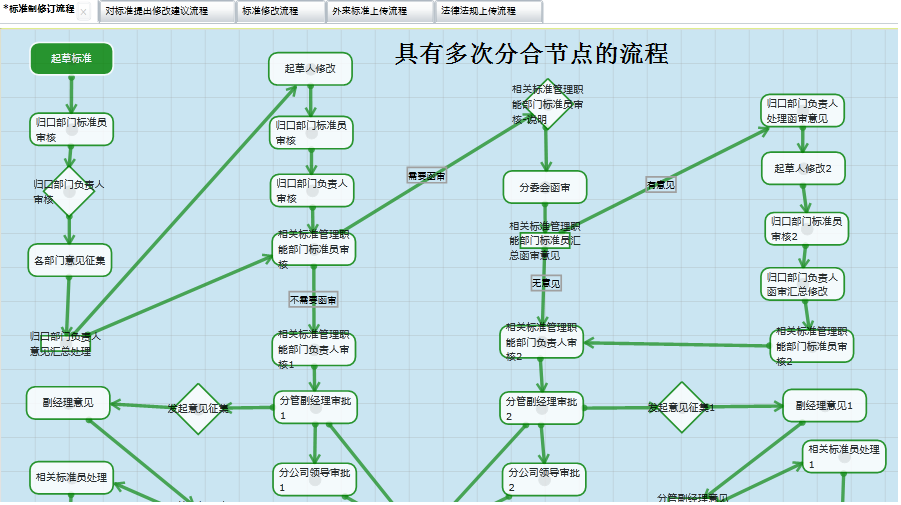 *标准制修订流程
对标准提出修改建议流程
标准修改流程
外来标准上传流程
法律法规上传流程
具有多次分合节点的流程
起草标准
归口部门标准员
审核
归口部门负责人
审核
各部门意见征集
归口部门负责人
意见汇总处理
副经理意见
相关标准员处理
发起意见征集
起草人修改
归口部门标准员
审核
归口部门负责人
审核
相关标准管理职
能部门标准员审
核
不需要函审
相关标准管理职
能部门负责人审
核1
分管副经理审批
1
分公司领导审批
1
需要函审
相关标准管理职
能部门标准员审
核-说明
分委会函审
相关标准管理职
能部门标准员汇
总函审意见
无意见
相关标准管理职
能部门负责人审
核2
分管副经理审批
2
分公司领导审批
2
有意见
归口部门负责人
处理函审意见
起草人修改2
归口部门标准员
审核2
归口部门负责人
函审汇总修改
相关标准管理职
能部门标准员审
核2
发起意见征集1
副经理意见1
相关标准员处理
1
分管副经理意见